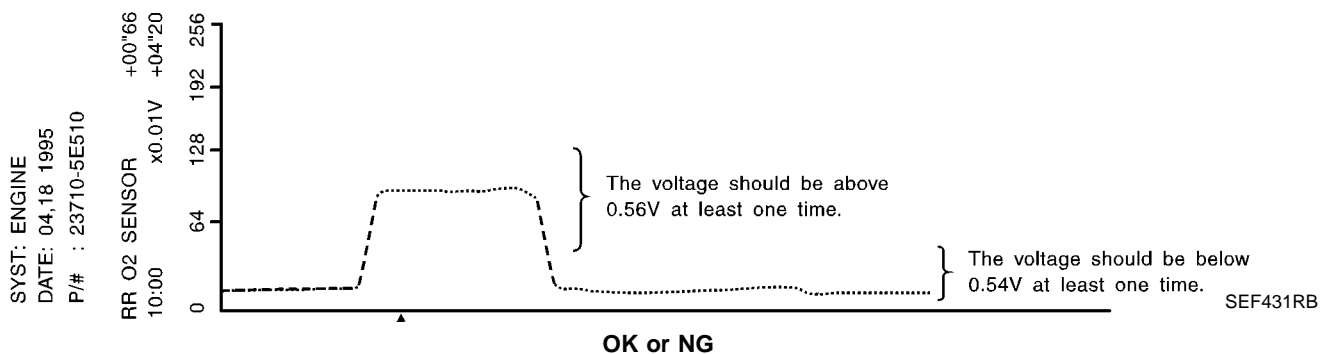 SYST: ENGINE
DATE: 04,18 1995
P/# : 23710-5E510
RR O2 SENSOR +00"66
10:00 x0.01V +04"20
256
192
128
64
0
The voltage should be above
0.56V at least one time.
The voltage should be below
0.54V at least one time.
SEF431RB
OK or NG